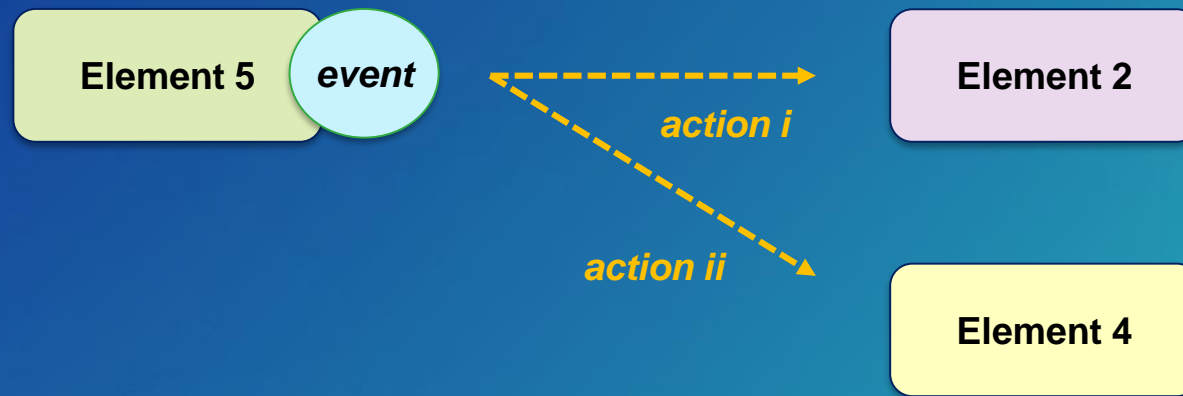 Element 5
event
Element 2
action i
action ii
Element 4